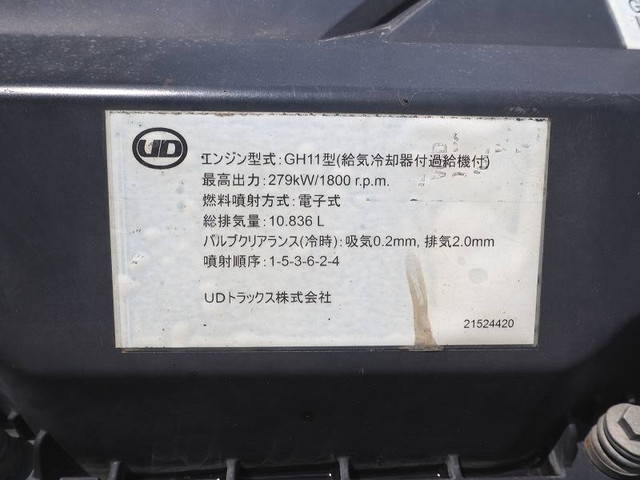 UD
エンジン型式:GH11型(給気冷却器付過給機付)
最高出力:279kW/1800 r.p.m.
燃料噴射方式:電子式
総排気量:10.836 L
バルブクリアランス(冷時):吸気0.2mm, 排気2.0mm
噴射順序:1-5-3-6-2-4
UDトラックス株式会社
21524420